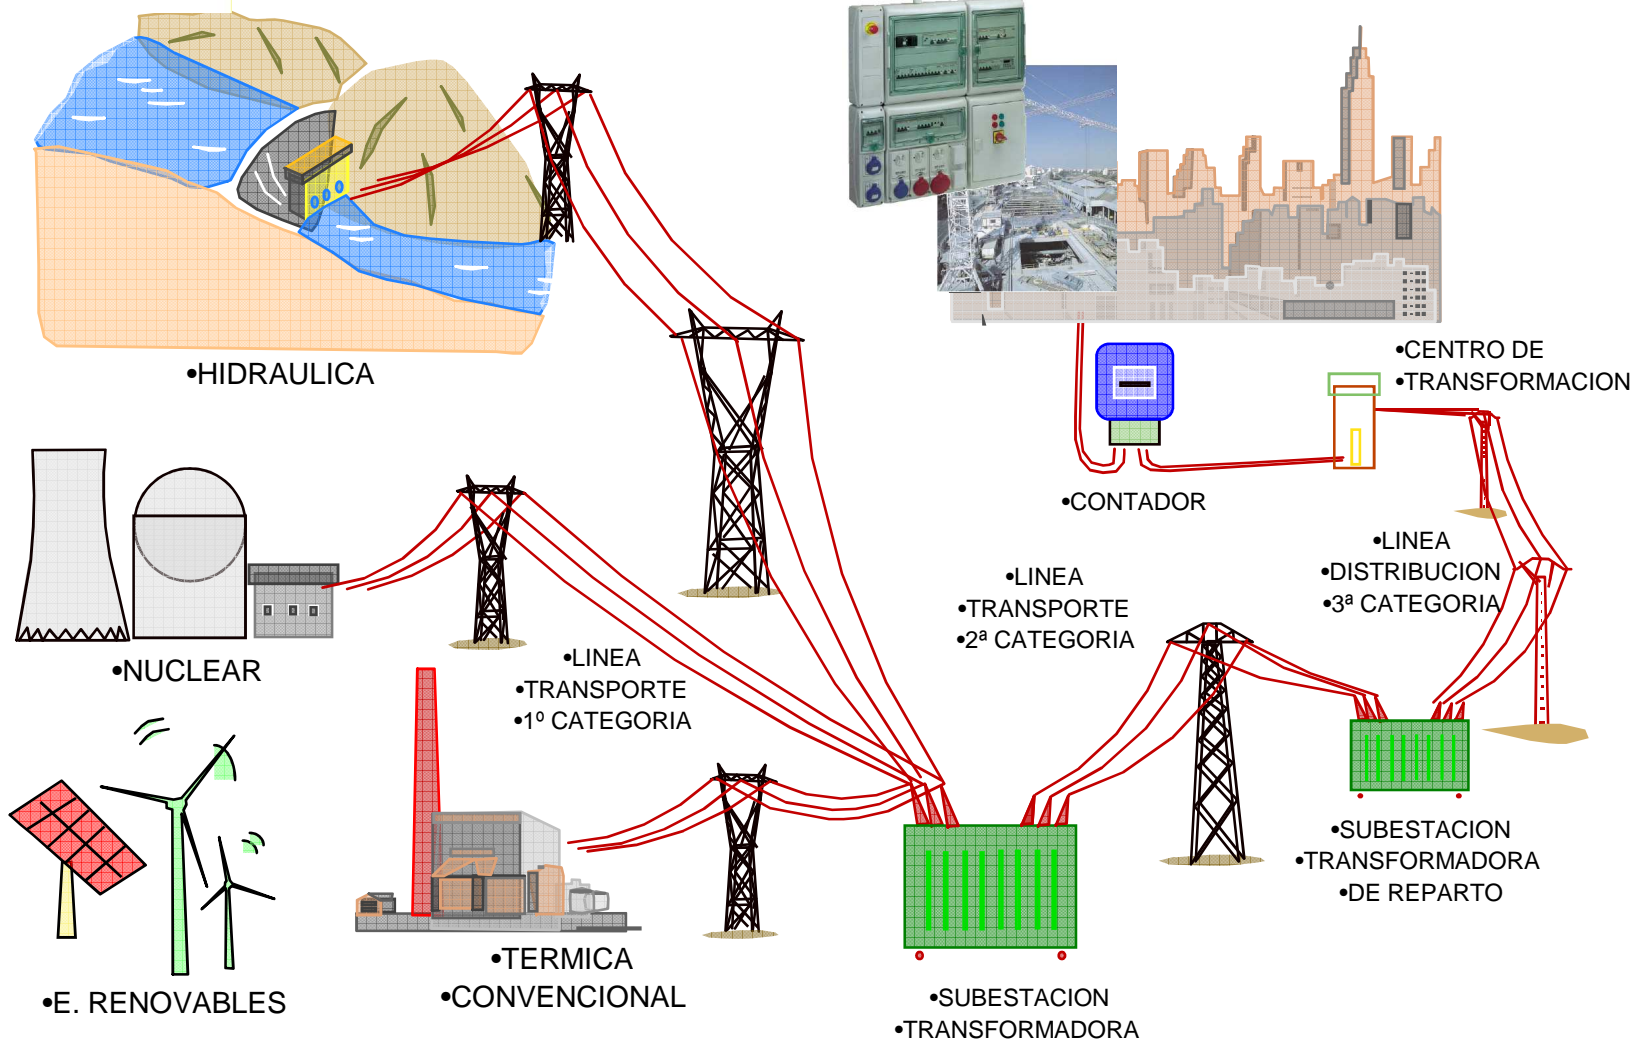 •HIDRAULICA
•CENTRO DE
•TRANSFORMACION
•CONTADOR
•LINEA
•DISTRIBUCION
•3ª CATEGORIA
•LINEA
•TRANSPORTE
•2ª CATEGORIA
•NUCLEAR
•LINEA
•TRANSPORTE
•1º CATEGORIA
•SUBESTACION
•TRANSFORMADORA
•DE REPARTO
•TERMICA
•CONVENCIONAL
•E. RENOVABLES
•SUBESTACION
•TRANSFORMADORA